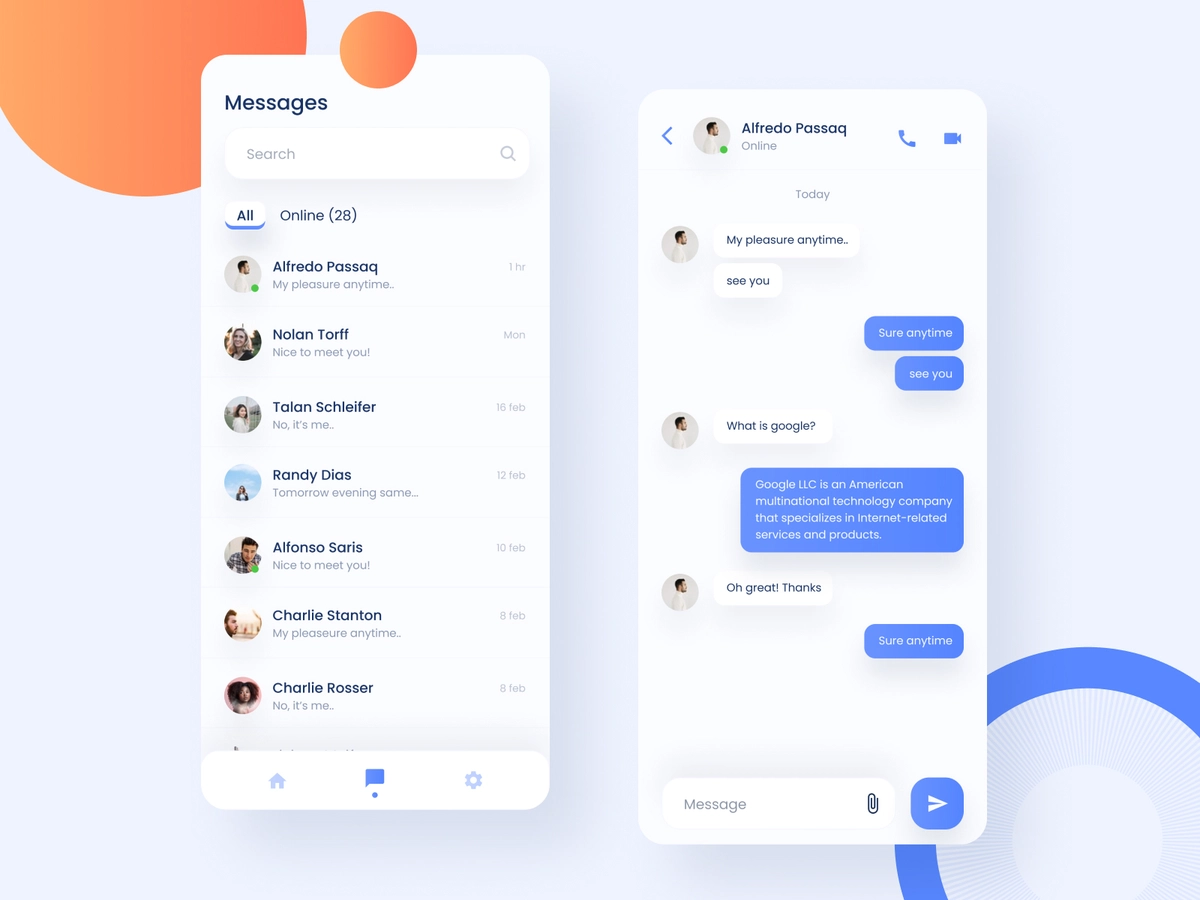 Messages
Search
All
Online (28)
Alfredo Passaq
1 hr
My pleasure anytime..
Nolan Torff
Mon
Nice to meet you!
Talan Schleifer
16 feb
No, it's me..
Randy Dias
12 feb
Tomorrow evening same...
Alfonso Saris
10 feb
Nice to meet you!
Charlie Stanton
8 feb
My pleaseure anytime..
Charlie Rosser
8 feb
No, it's me..
Alfredo Passaq
Online
Today
My pleasure anytime..
see you
Sure anytime
see you
What is google?
Google LLC is an American
multinational technology company
that specializes in Internet-related
services and products.
Oh great! Thanks
Sure anytime
Message